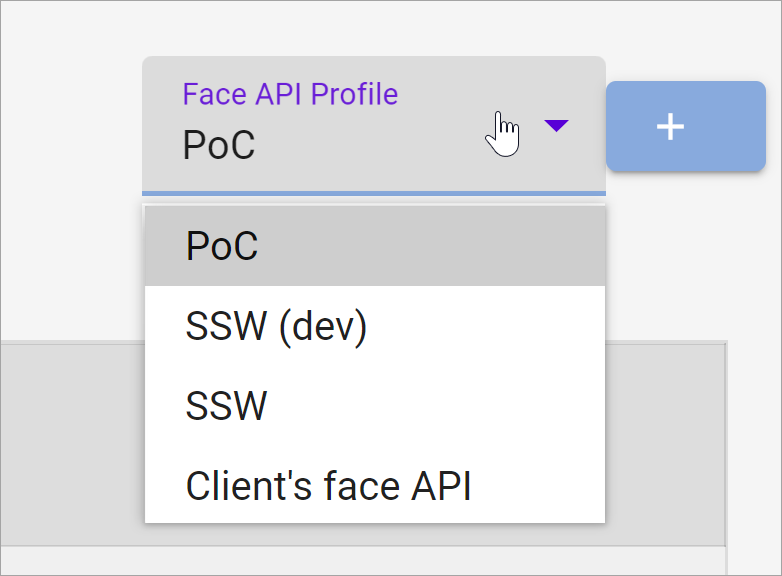 Face API Profile
PoC
+
PoC
SSW (dev)
SSW
Client's face API